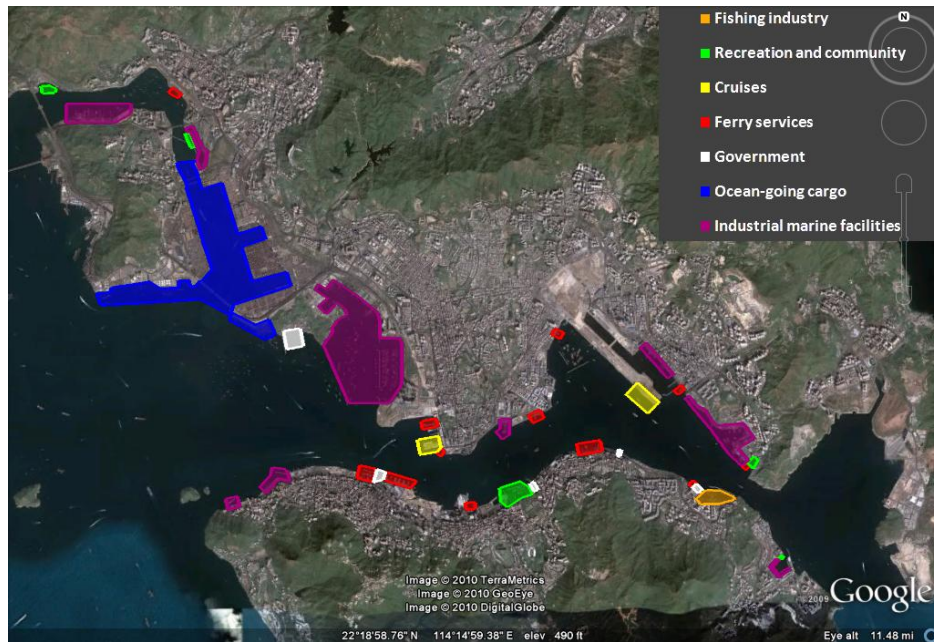 Fishing industry
N
Recreation and community
Cruises
Ferry services
Government
Ocean-going cargo
Industrial marine facilities
Image © 2010 TerraMetrics
Image © 2010 GeoEye
Image © 2010 DigitalGlobe
©2009 Google
22°18'58.76" N 114°14'59.38" E elev 490 ft
Eye alt 11.48 mi